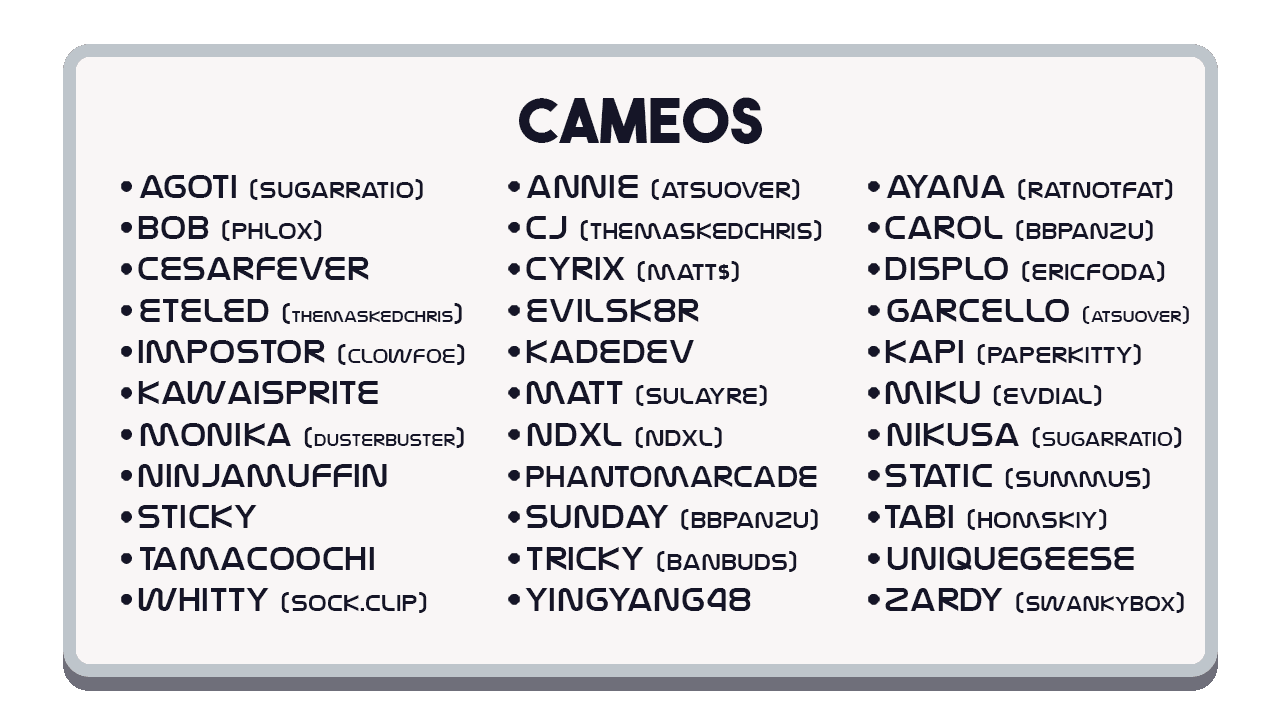 CAMEOS
• AGOTI (SUGARRATIO)
• ANNIE (ATSUOVER)
• AYANA (RATNOTFAT)
• BOB (PHLOX)
• CJ (THEMASKEDCHRIS)
• CAROL (BBPANZU)
• CESARFEVER
• CYRIX (MATT$)
• DISPLO (ERICFODA)
• ETELED (THEMASKEDCHRIS)
• EVILSK8R
• GARCELLO (ATSUOVER)
• IMPOSTOR (CLOWFOE)
• KADEDEV
• KAPI (PAPERKITTY)
• KAWAISPRITE
• MATT (SULAYRE)
• MIKU (EVDIAL)
• MONIKA (DUSTERBUSTER)
• NDXL (NDXL)
• NIKUSA (SUGARRATIO)
• NINJAMUFFIN
• PHANTOMARCADE
• STATIC (SUMMUS)
• STICKY
• SUNDAY (BBPANZU)
• TABI (HOMSKIY)
• TAMACOOCHI
• TRICKY (BANBUDS)
• UNIQUEGEESE
• WHITTY (SOCK.CLIP)
• YINGYANG48
• ZARDY (SWANKYBOX)